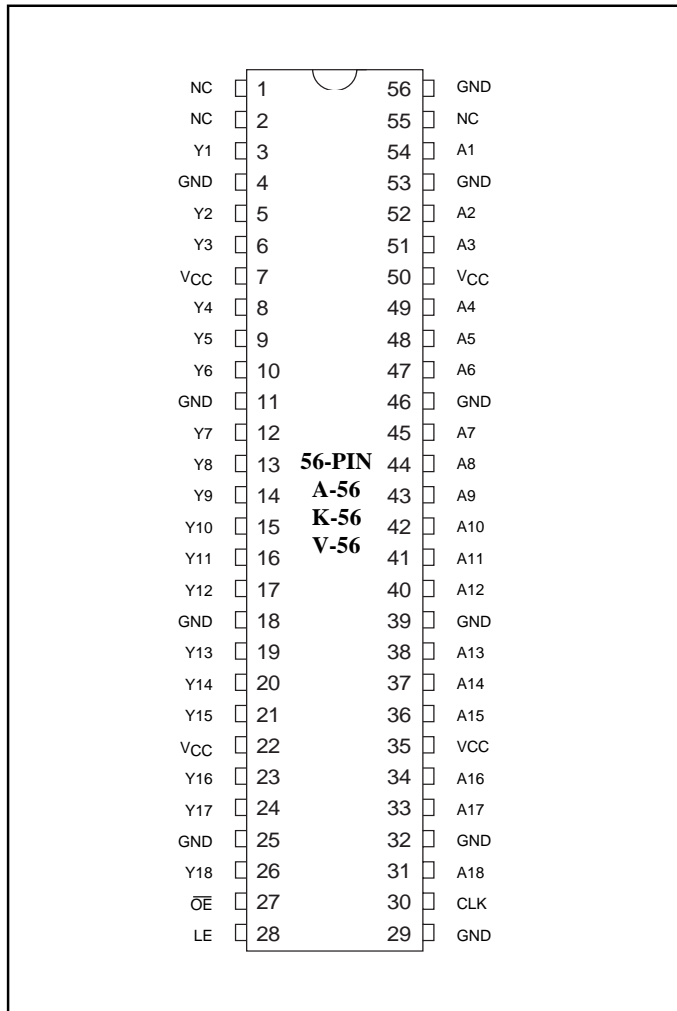 NC 1 56 GND
NC 2 55 NC
Y1 3 54 A1
GND 4 53 GND
Y2 5 52 A2
Y3 6 51 A3
VCC 7 50 VCC
Y4 8 49 A4
Y5 9 48 A5
Y6 10 47 A6
GND 11 46 GND
Y7 12 45 A7
Y8 13 56-PIN 44 A8
Y9 14 A-56 43 A9
Y10 15 K-56 42 A10
Y11 16 V-56 41 A11
Y12 17 40 A12
GND 18 39 GND
Y13 19 38 A13
Y14 20 37 A14
Y15 21 36 A15
VCC 22 35 VCC
Y16 23 34 A16
Y17 24 33 A17
GND 25 32 GND
Y18 26 31 A18
O̅E̅ 27 30 CLK
LE 28 29 GND